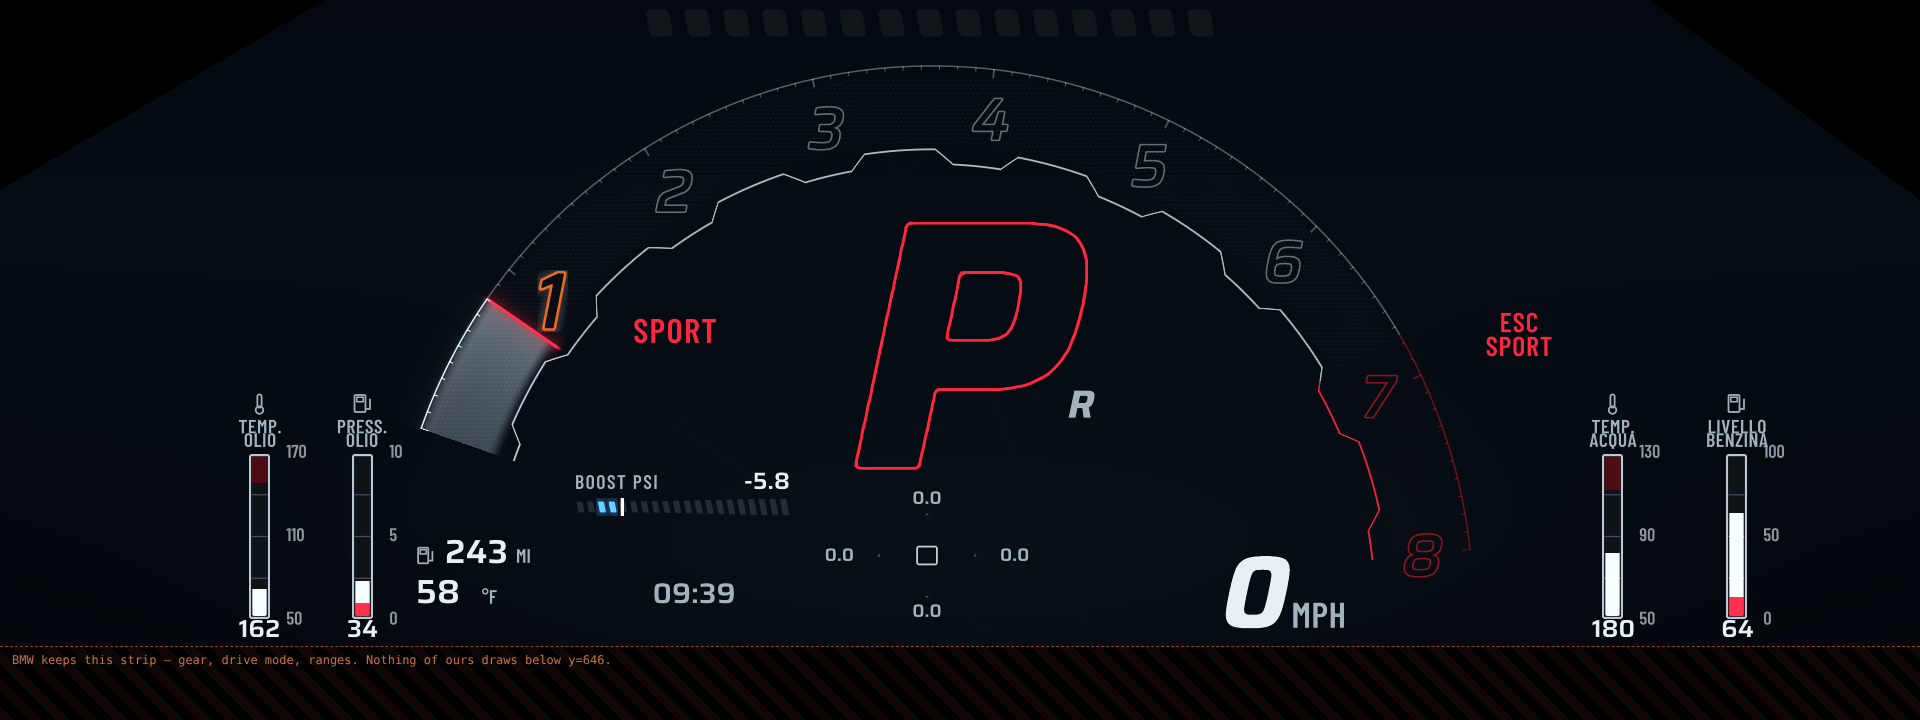 1
2
3
4
5
6
7
8
P
R
SPORT
ESC
SPORT
TEMP.
OLIO
170
110
50
162
PRESS.
OLIO
10
5
0
34
BOOST PSI -5.8
243 MI
58 °F
09:39
0.0
0.0 0.0
0.0
0 MPH
TEMP.
ACQUA
130
90
50
180
LIVELLO
BENZINA
100
50
0
64
BMW keeps this strip — gear, drive mode, ranges. Nothing of ours draws below y=646.